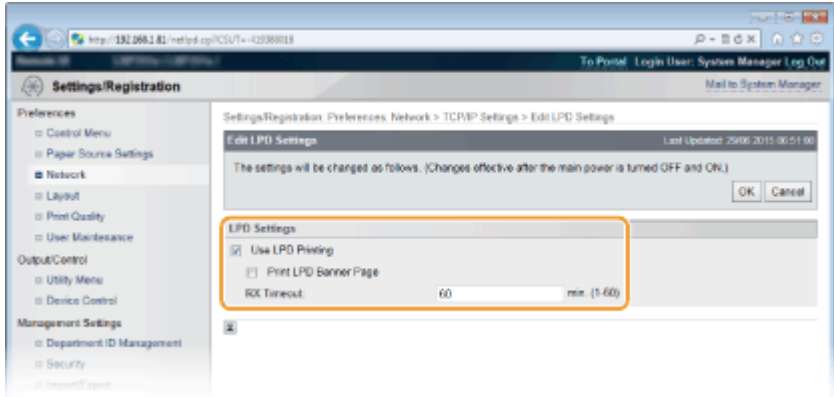 http://192.168.1.81/netlpd.cgi?CSUT=
To Portal Login User: System Manager Log Out
Settings/Registration
Mail to System Manager
Preferences
Control Menu
Paper Source Settings
Network
Layout
Print Quality
User Maintenance
Output/Control
Utility Menu
Device Control
Management Settings
Department ID Management
Security
Import/Export
Settings/Registration: Preferences: Network > TCP/IP Settings > Edit LPD Settings
Edit LPD Settings
Last Updated: 29/06 2015 06:51:00
The settings will be changed as follows. (Changes effective after the main power is turned OFF and ON.)
OK Cancel
LPD Settings
Use LPD Printing
Print LPD Banner Page
RX Timeout: 60 min. (1-60)